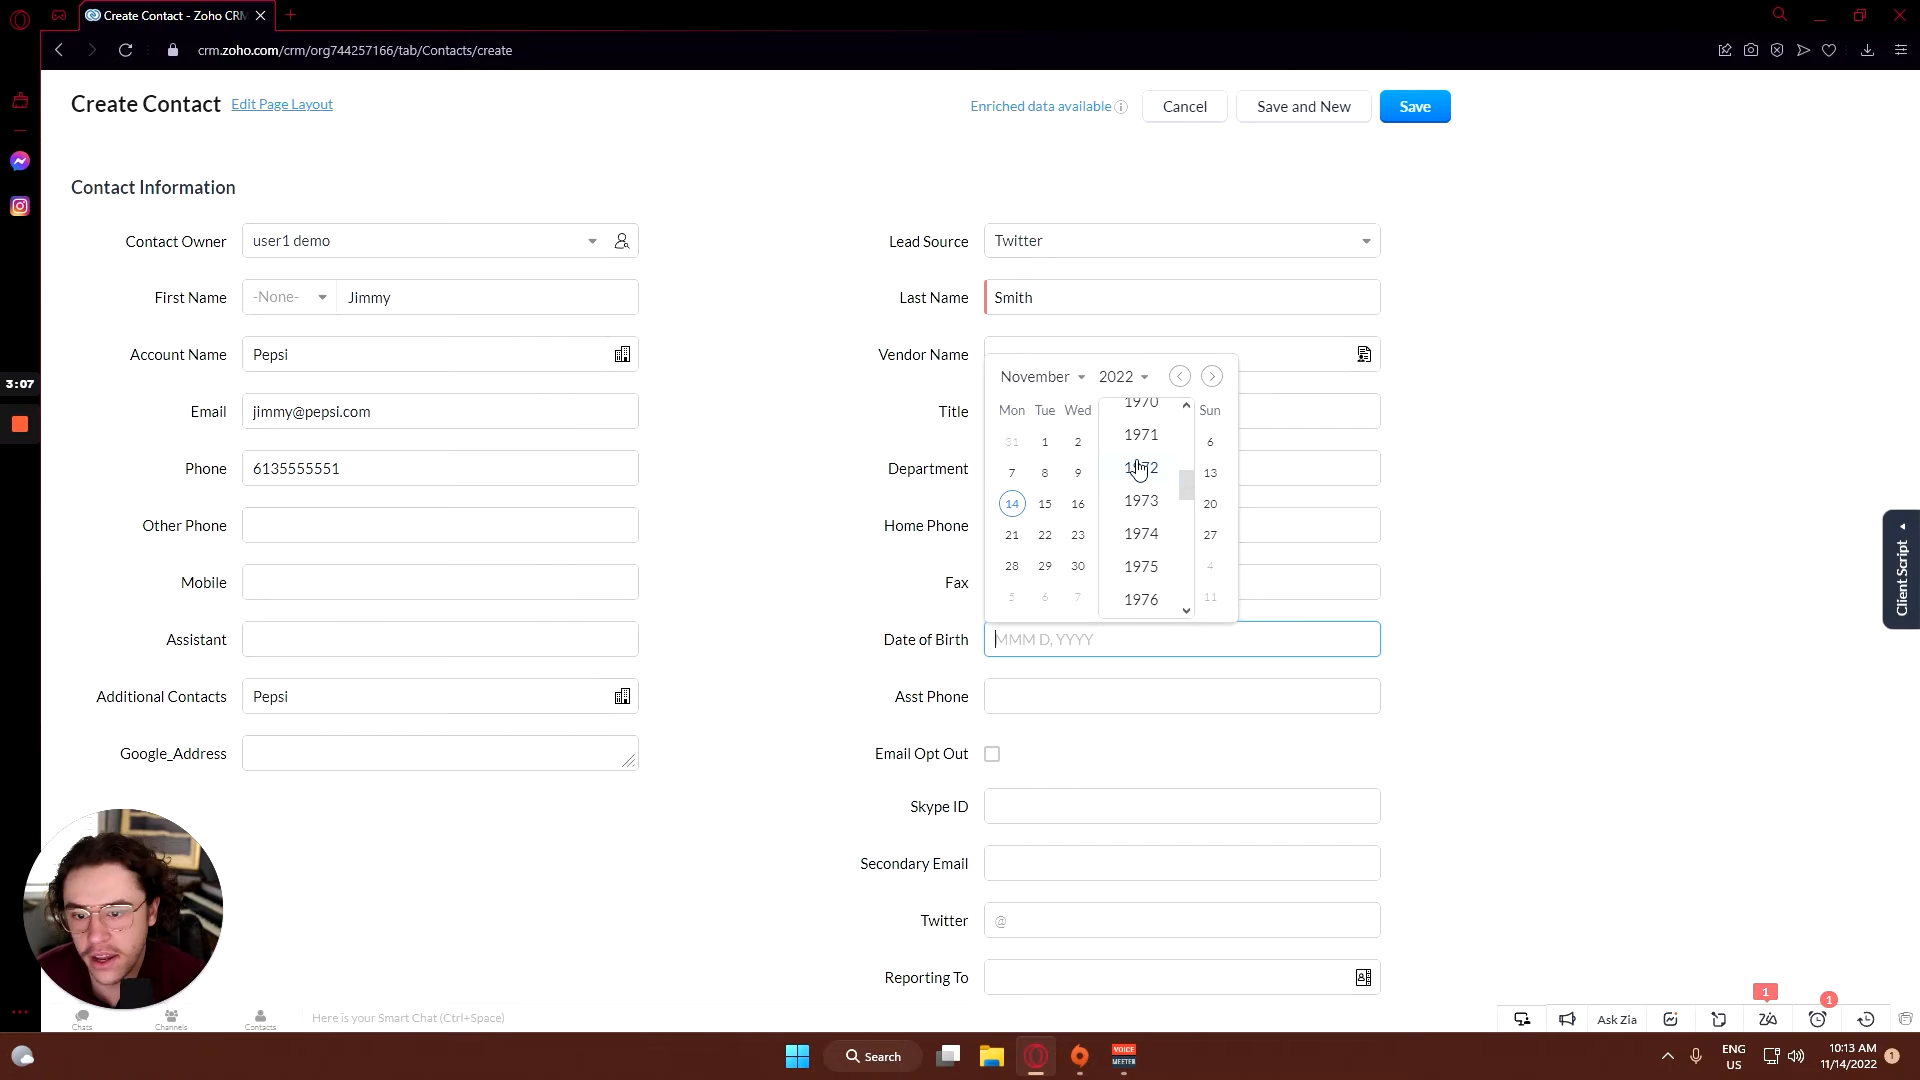 Create Contact - Zoho CRM
crm.zoho.com/crm/org744257166/tab/Contacts/create
Create Contact
Edit Page Layout
Enriched data available
Cancel
Save and New
Save
Contact Information
Contact Owner
user1 demo
Lead Source
Twitter
First Name
-None-
Jimmy
Last Name
Smith
Account Name
Pepsi
Vendor Name
3:07
November
2022
Email
jimmy@pepsi.com
Title
Mon Tue Wed
1970
Sun
31 1 2
1971
6
Phone
6135555551
Department
7 8 9
1972
13
14 15 16
1973
20
Other Phone
Home Phone
21 22 23
1974
27
Mobile
Fax
28 29 30
1975
4
5 6 7
1976
11
Client Script
Assistant
Date of Birth
MMM D, YYYY
Additional Contacts
Pepsi
Asst Phone
Google_Address
Email Opt Out
Skype ID
Secondary Email
Twitter
@
Reporting To
1
1
Chats
Channels
Contacts
Here is your Smart Chat (Ctrl+Space)
Ask Zia
Search
VOICE
MEETER
ENG
US
10:13 AM
11/14/2022
1